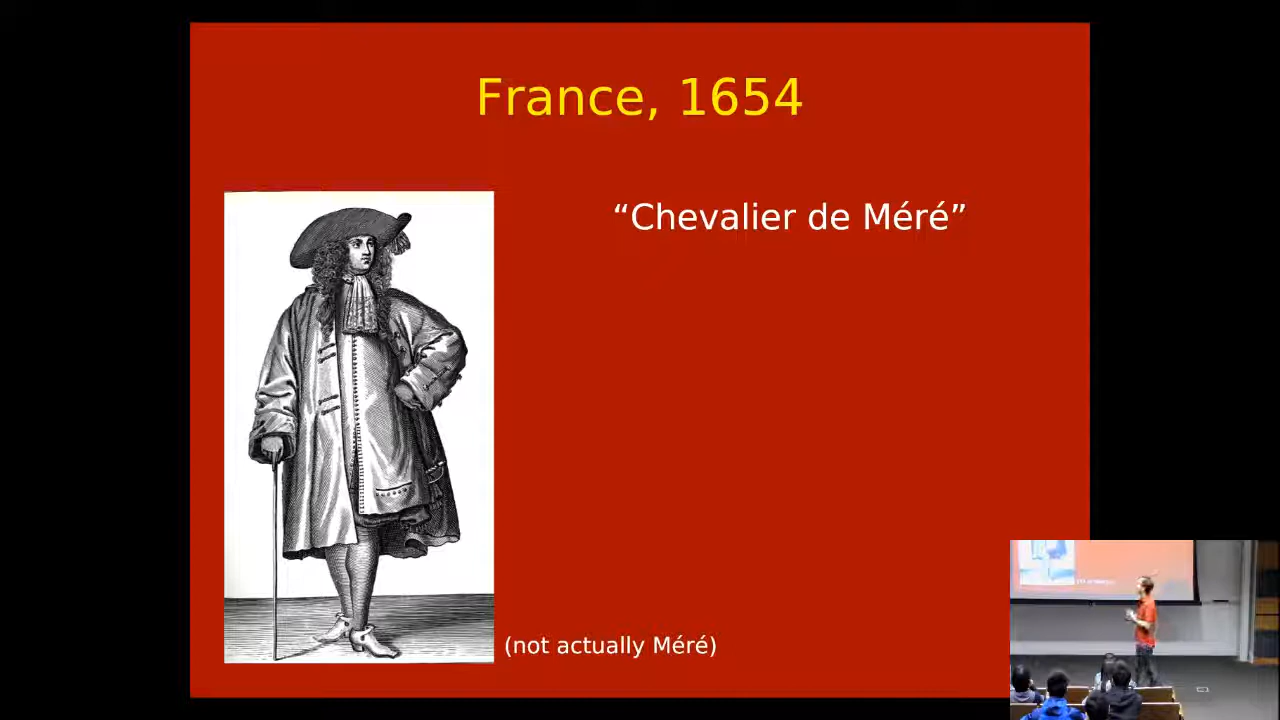 France, 1654
“Chevalier de Méré”
(not actually Méré)